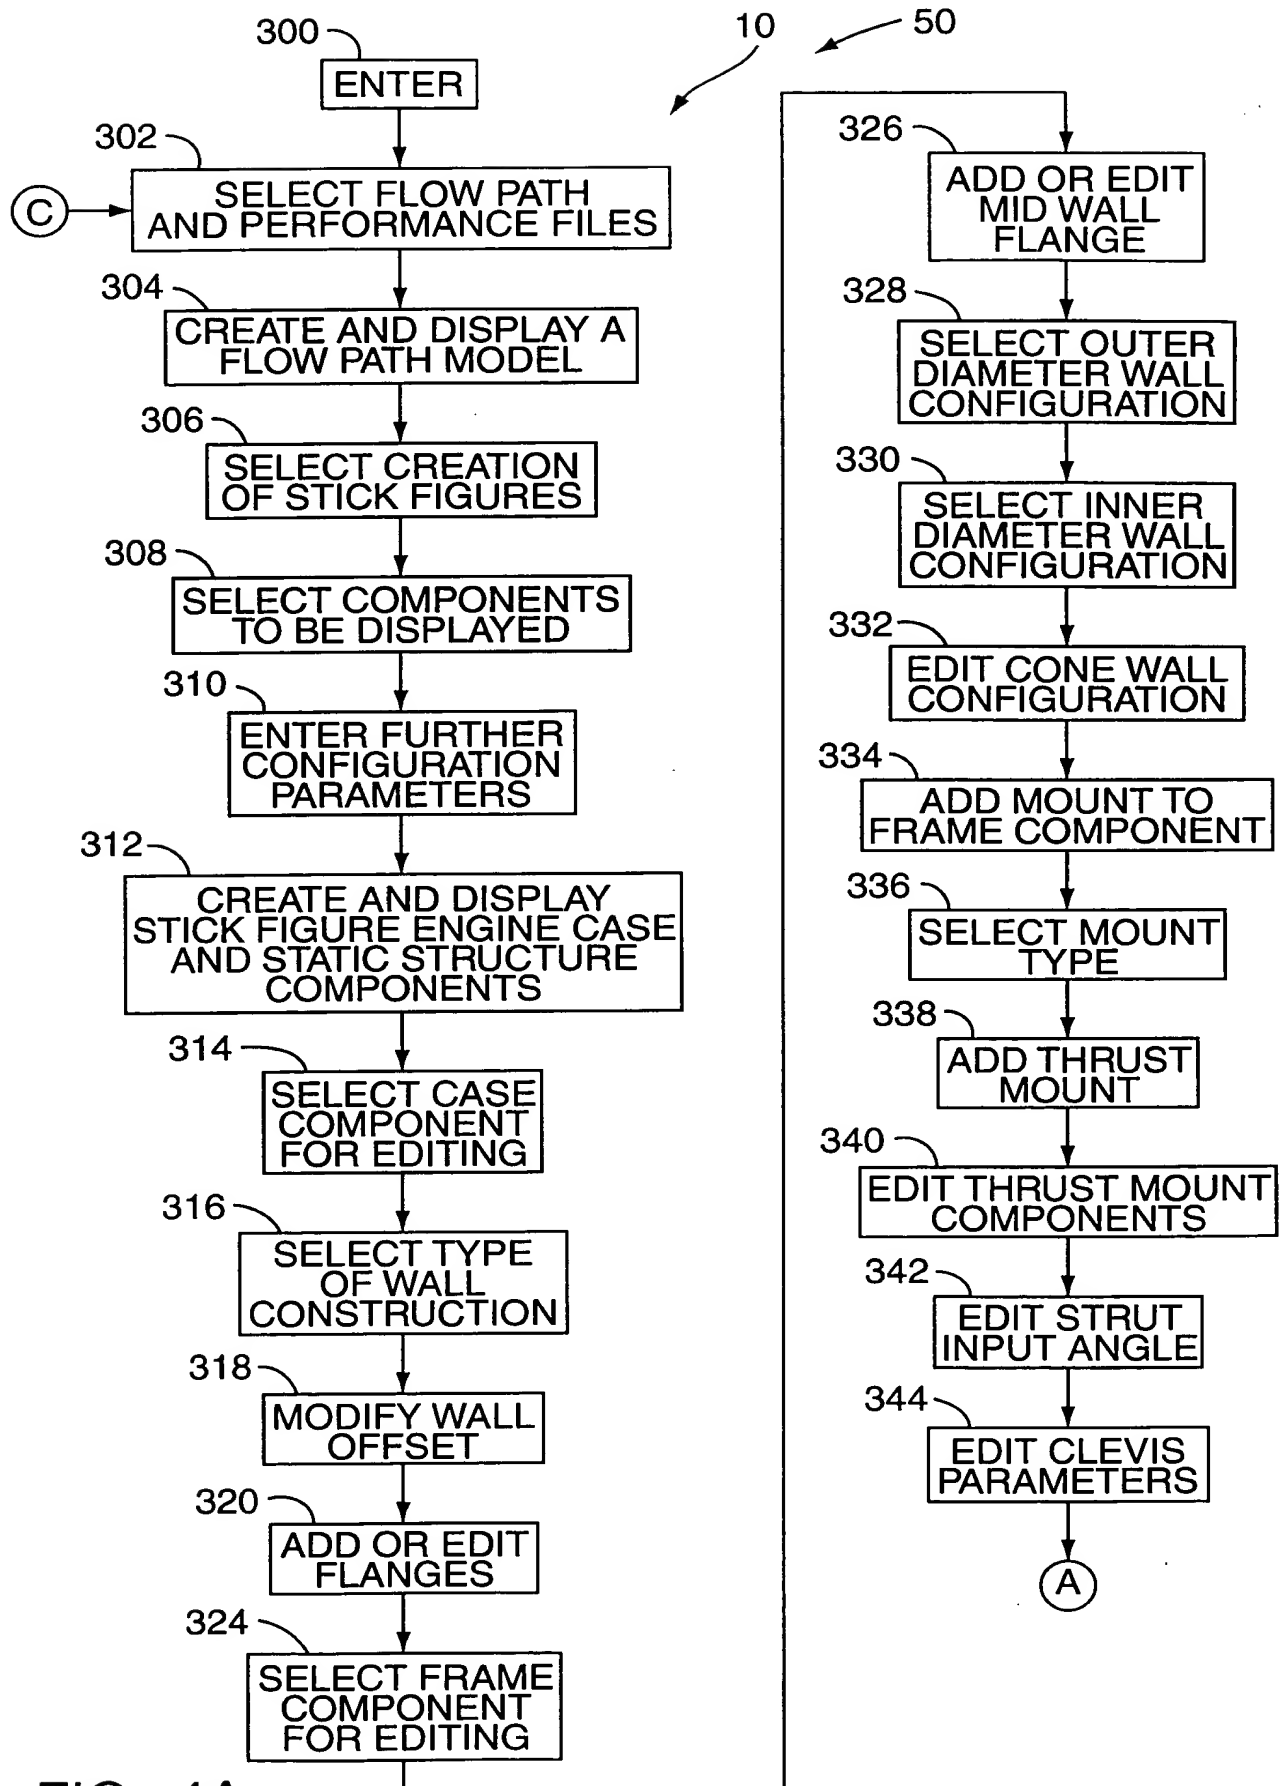 300
ENTER
10
50
302
C
SELECT FLOW PATH
AND PERFORMANCE FILES
304
CREATE AND DISPLAY A
FLOW PATH MODEL
306
SELECT CREATION
OF STICK FIGURES
308
SELECT COMPONENTS
TO BE DISPLAYED
310
ENTER FURTHER
CONFIGURATION
PARAMETERS
312
CREATE AND DISPLAY
STICK FIGURE ENGINE CASE
AND STATIC STRUCTURE
COMPONENTS
314
SELECT CASE
COMPONENT
FOR EDITING
316
SELECT TYPE
OF WALL
CONSTRUCTION
318
MODIFY WALL
OFFSET
320
ADD OR EDIT
FLANGES
324
SELECT FRAME
COMPONENT
FOR EDITING
326
ADD OR EDIT
MID WALL
FLANGE
328
SELECT OUTER
DIAMETER WALL
CONFIGURATION
330
SELECT INNER
DIAMETER WALL
CONFIGURATION
332
EDIT CONE WALL
CONFIGURATION
334
ADD MOUNT TO
FRAME COMPONENT
336
SELECT MOUNT
TYPE
338
ADD THRUST
MOUNT
340
EDIT THRUST MOUNT
COMPONENTS
342
EDIT STRUT
INPUT ANGLE
344
EDIT CLEVIS
PARAMETERS
A